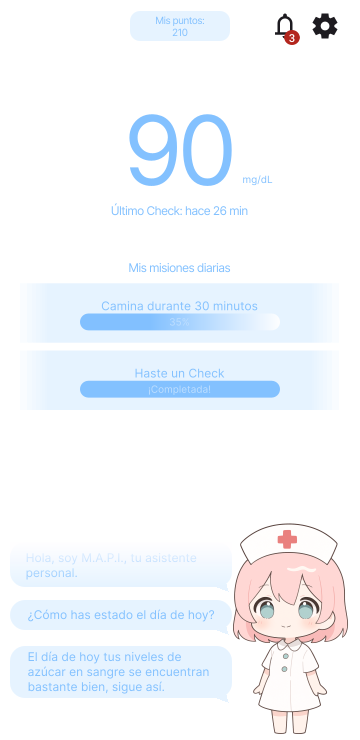 Mis puntos:
210
3
90
mg/dL
Último Check: hace 26 min
Mis misiones diarias
Camina durante 30 minutos
35%
Haste un Check
¡Completada!
Hola, soy M.A.P.I., tu asistente
personal.
¿Cómo has estado el día de hoy?
El día de hoy tus niveles de
azúcar en sangre se encuentran
bastante bien, sigue así.